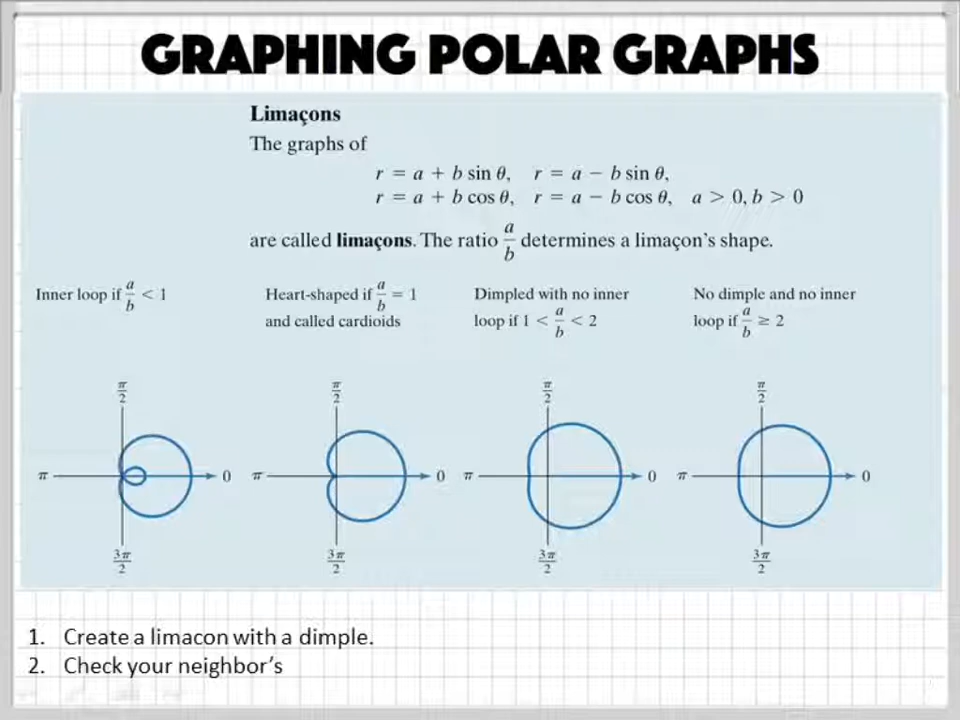 GRAPHING POLAR GRAPHS
Limaçons
The graphs of
r = a + b sin θ, r = a − b sin θ,
r = a + b cos θ, r = a − b cos θ, a > 0, b > 0
are called limaçons. The ratio a/b determines a limaçon's shape.
Inner loop if a/b < 1
Heart-shaped if a/b = 1
and called cardioids
Dimpled with no inner
loop if 1 < a/b < 2
No dimple and no inner
loop if a/b ≥ 2
π/2 π/2 π/2 π/2
π 0 π 0 π 0 π 0
3π/2 3π/2 3π/2 3π/2
1. Create a limacon with a dimple.
2. Check your neighbor's